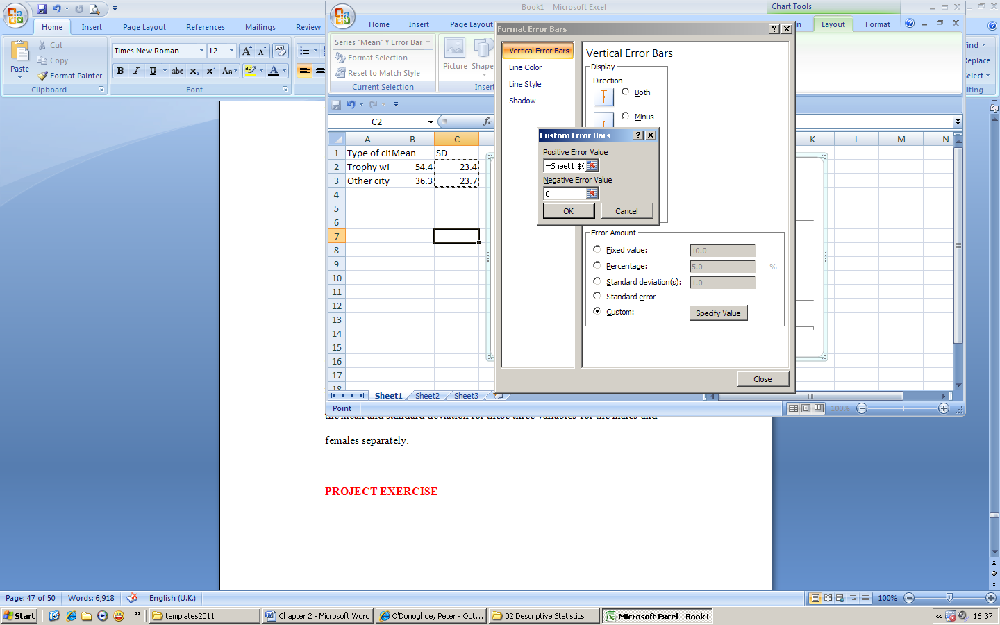 Book1 - Microsoft Excel
Chart Tools
Home Insert Page Layout References Mailings Review
Home Insert Page Layout Layout Format
Paste
Cut
Copy
Format Painter
Clipboard
Times New Roman 12
B I U abc x₂ x² Aa
Font
Series "Mean" Y Error Bar
Format Selection
Reset to Match Style
Current Selection
Picture Shape
Insert
Find
Replace
Select
C2
fx
A B C K L M N
1 Type of cit Mean SD
2 Trophy wi 54.4 23.4
3 Other city 36.3 23.7
4
5
6
7
8
9
10
11
12
13
14
15
16
17
18
Sheet1 Sheet2 Sheet3
Point
100%
Format Error Bars
Vertical Error Bars
Line Color
Line Style
Shadow
Vertical Error Bars
Display
Direction
Both
Minus
Custom Error Bars
Positive Error Value
=Sheet1!$C
Negative Error Value
0
OK Cancel
Error Amount
Fixed value: 10.0
Percentage: 5.0 %
Standard deviation(s): 1.0
Standard error
Custom: Specify Value
Close
the mean and standard deviation for these three variables for the males and
females separately.
PROJECT EXERCISE
Page: 47 of 50 Words: 6,918 English (U.K.) 100%
Start templates2011 Chapter 2 - Microsoft Word O'Donoghue, Peter - Out... 02 Descriptive Statistics Microsoft Excel - Book1 16:37